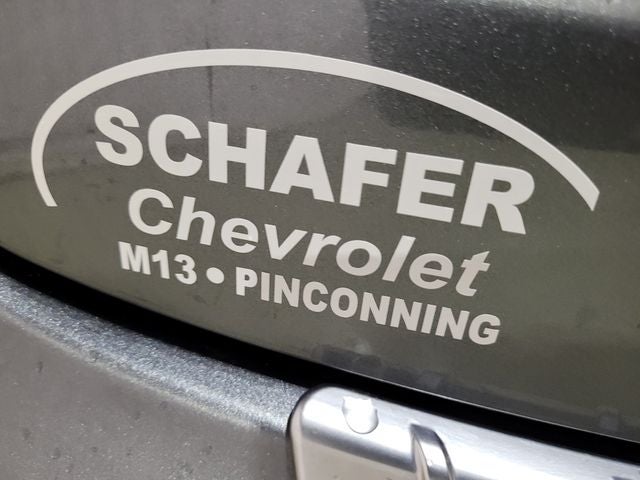 SCHAFER
Chevrolet
M13 • PINCONNING